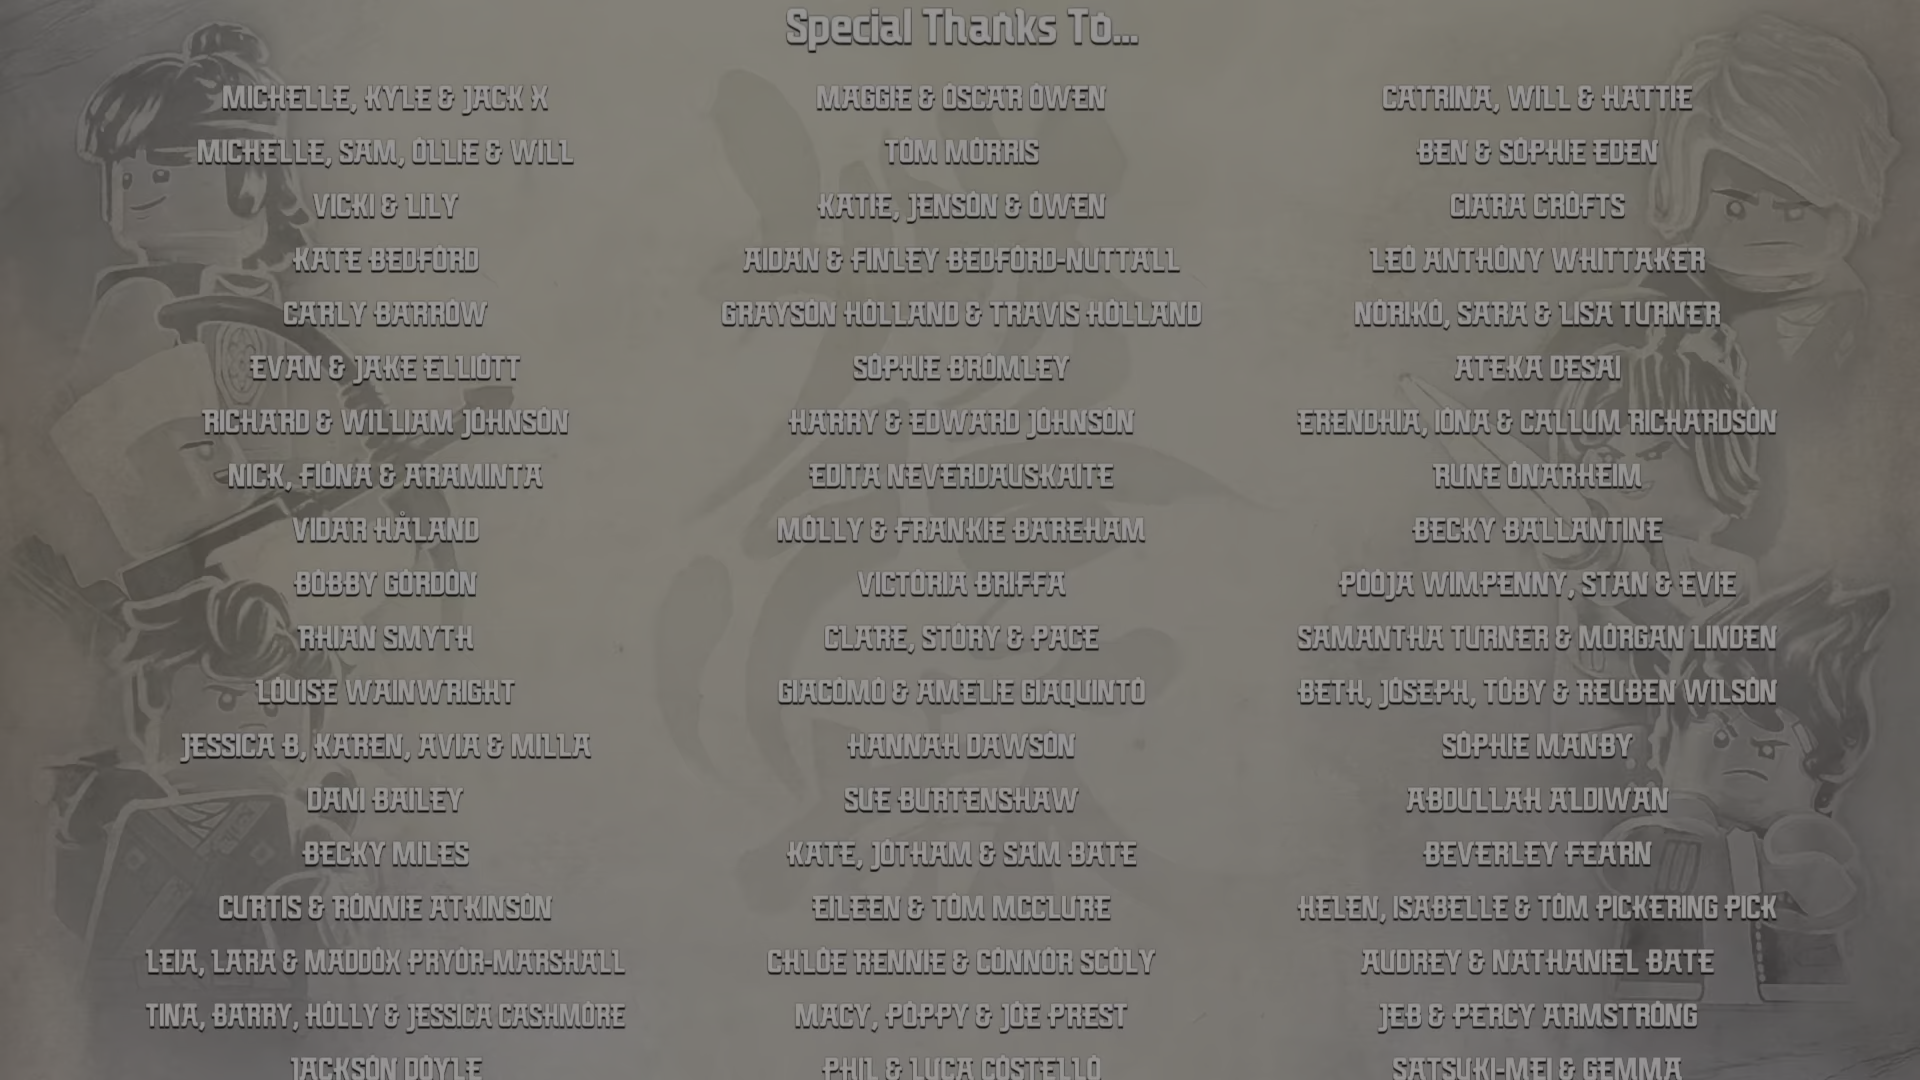 Special Thanks To...
MICHELLE, KYLE & JACK X
MAGGIE & OSCAR OWEN
CATRINA, WILL & HATTIE
MICHELLE, SAM, OLLIE & WILL
TOM MORRIS
BEN & SOPHIE EDEN
VICKI & LILY
KATIE, JENSON & OWEN
CIARA CROFTS
KATE BEDFORD
AIDAN & FINLEY BEDFORD-NUTTALL
LEO ANTHONY WHITTAKER
CARLY BARROW
GRAYSON HOLLAND & TRAVIS HOLLAND
NORIKO, SARA & LISA TURNER
EVAN & JAKE ELLIOTT
SOPHIE BROMLEY
ATEKA DESAI
RICHARD & WILLIAM JOHNSON
HARRY & EDWARD JOHNSON
ERENDHIA, IONA & CALLUM RICHARDSON
NICK, FIONA & ARAMINTA
EDITA NEVERDAUSKAITE
RUNE ONARHEIM
VIDAR HÅLAND
MOLLY & FRANKIE BAREHAM
BECKY BALLANTINE
BOBBY GORDON
VICTORIA BRIFFA
POOJA WIMPENNY, STAN & EVIE
RHIAN SMYTH
CLARE, STORY & PACE
SAMANTHA TURNER & MORGAN LINDEN
LOUISE WAINWRIGHT
GIACOMO & AMELIE GIAQUINTO
BETH, JOSEPH, TOBY & REUBEN WILSON
JESSICA B, KAREN, AVIA & MILLA
HANNAH DAWSON
SOPHIE MANBY
DANI BAILEY
SUE BURTENSHAW
ABDULLAH ALDIWAN
BECKY MILES
KATE, JOTHAM & SAM BATE
BEVERLEY FEARN
CURTIS & RONNIE ATKINSON
EILEEN & TOM MCCLURE
HELEN, ISABELLE & TOM PICKERING PICK
LEIA, LARA & MADDOX PRYOR-MARSHALL
CHLOE RENNIE & CONNOR SCOLY
AUDREY & NATHANIEL BATE
TINA, BARRY, HOLLY & JESSICA CASHMORE
MACY, POPPY & JOE PREST
JEB & PERCY ARMSTRONG
JACKSON DOYLE
PHIL & LUCA COSTELLO
SATSUKI-MEI & GEMMA